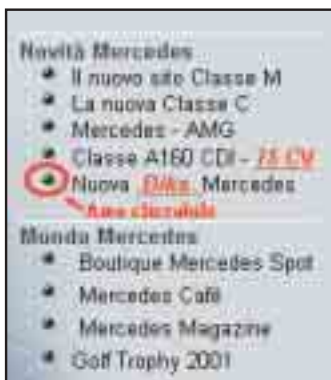 Novità Mercedes
Il nuovo sito Classe M
La nuova Classe C
Mercedes - AMG
Classe A160 CDI - 75 CV
Nuova Bike Mercedes
Area cliccabile
Mondo Mercedes
Boutique Mercedes Spot
Mercedes Cafè
Mercedes Magazine
Golf Trophy 2001